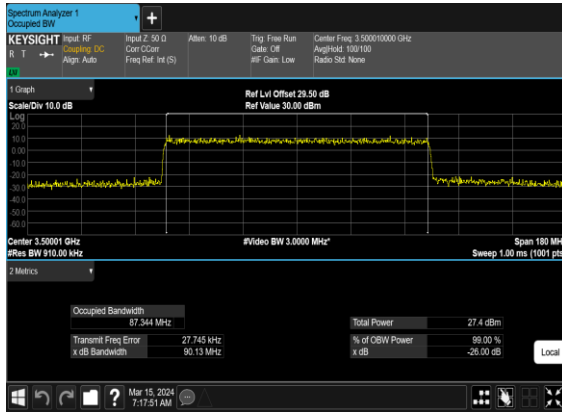 Spectrum Analyzer 1
Occupied BW
KEYSIGHT
R T
LXI
Input: RF
Coupling: DC
Align: Auto
Input Z: 50 Ω
Corr CCorr
Freq Ref: Int (S)
Atten: 10 dB
Trig: Free Run
Gate: Off
#IF Gain: Low
Center Freq: 3.500010000 GHz
Avg|Hold: 100/100
Radio Std: None
1 Graph
Scale/Div 10.0 dB
Ref Lvl Offset 29.50 dB
Ref Value 30.00 dBm
Log
20.0
10.0
0.00
-10.0
-20.0
-30.0
-40.0
-50.0
-60.0
Center 3.50001 GHz
#Res BW 910.00 kHz
#Video BW 3.0000 MHz*
Span 180 MH
Sweep 1.00 ms (1001 pts
2 Metrics
Occupied Bandwidth
87.344 MHz
Transmit Freq Error 27.745 kHz
x dB Bandwidth 90.13 MHz
Total Power 27.4 dBm
% of OBW Power 99.00 %
x dB -26.00 dB
Local
?
Mar 15, 2024
7:17:51 AM